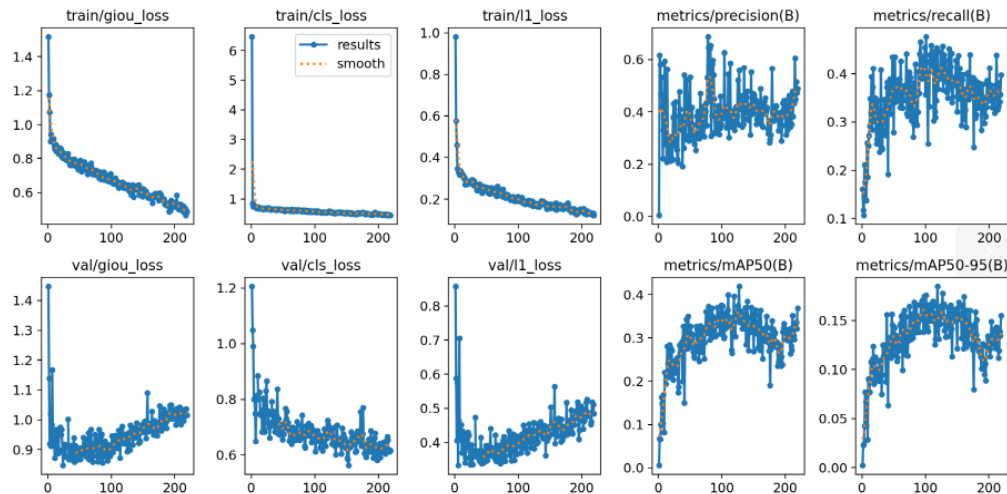 train/giou_loss
train/cls_loss
train/l1_loss
metrics/precision(B)
metrics/recall(B)
results
smooth
1.4
1.2
1.0
0.8
0.6
0 100 200
6
5
4
3
2
1
0 100 200
1.0
0.8
0.6
0.4
0.2
0 100 200
0.6
0.4
0.2
0.0
0 100 200
0.4
0.3
0.2
0.1
0 100 200
val/giou_loss
val/cls_loss
val/l1_loss
metrics/mAP50(B)
metrics/mAP50-95(B)
1.4
1.3
1.2
1.1
1.0
0.9
0 100 200
1.2
1.0
0.8
0.6
0 100 200
0.8
0.7
0.6
0.5
0.4
0 100 200
0.4
0.3
0.2
0.1
0.0
0 100 200
0.15
0.10
0.05
0.00
0 100 200